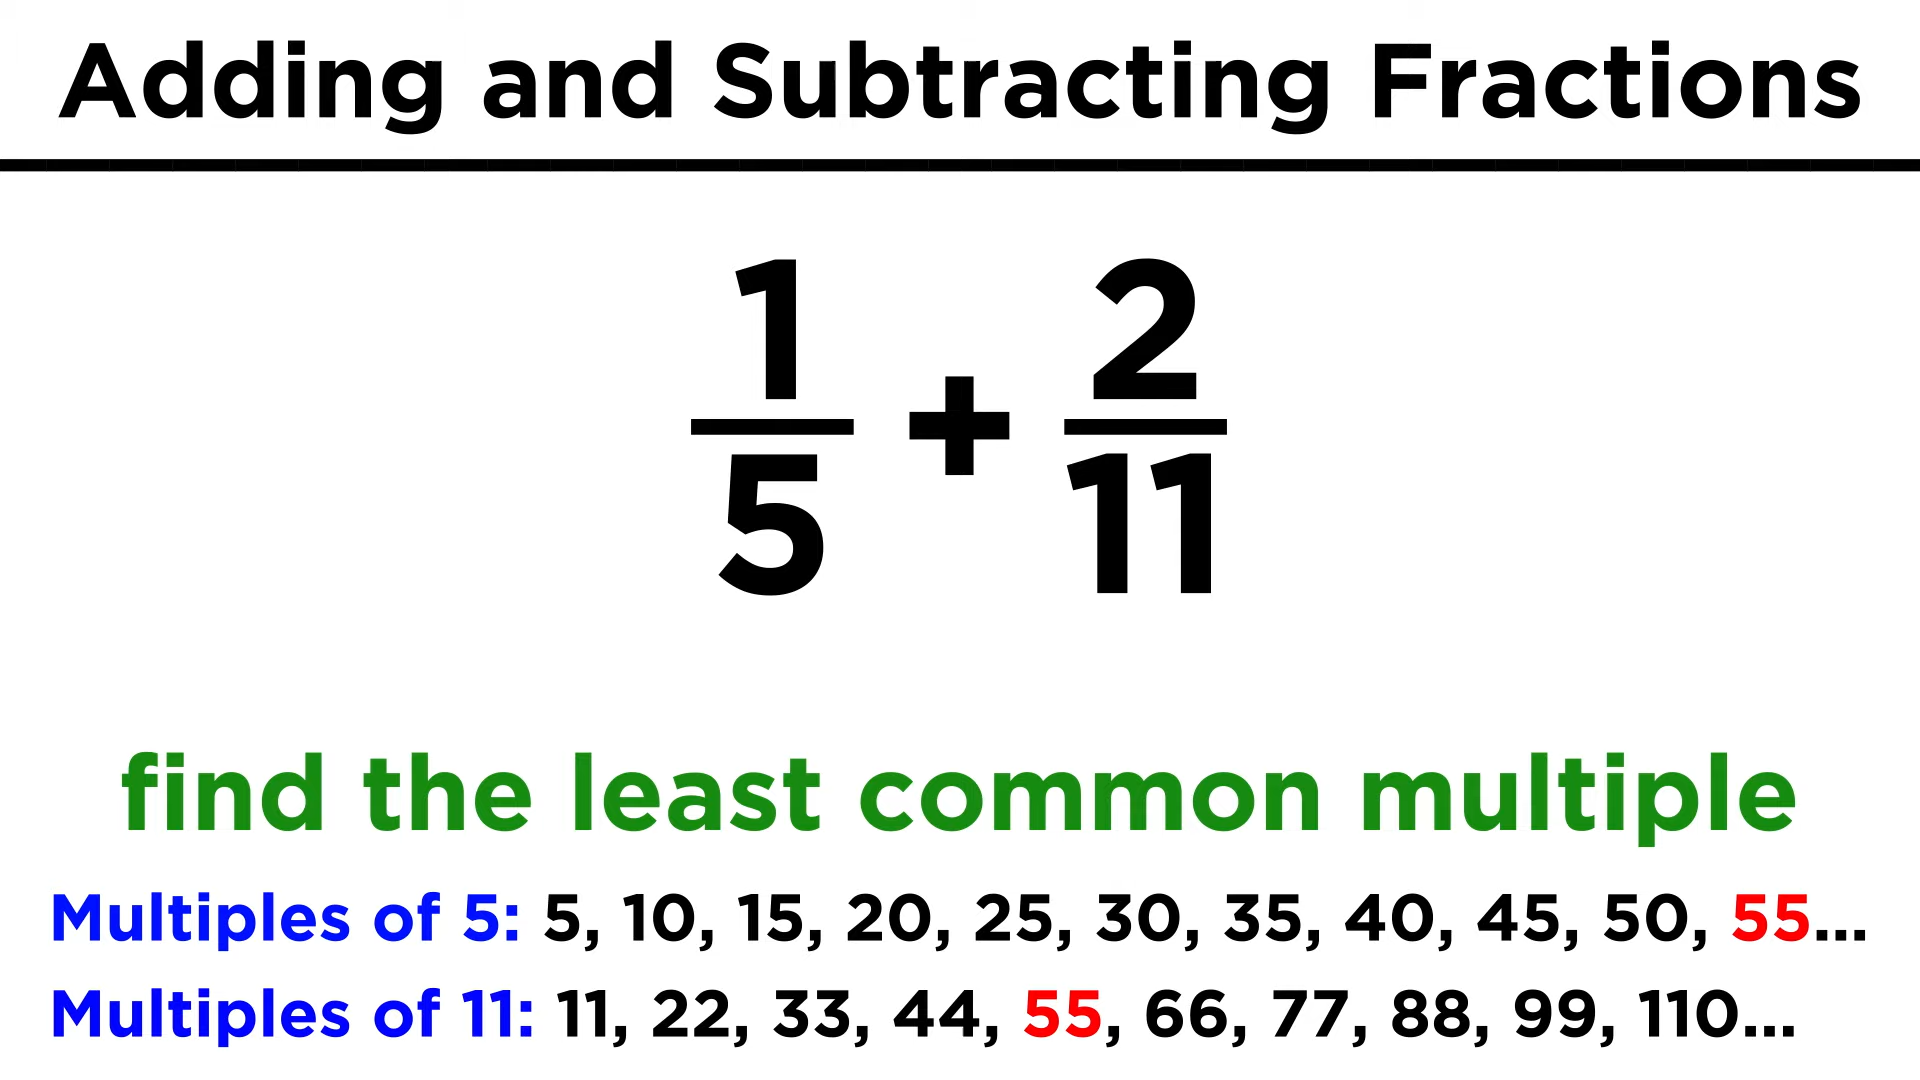 Adding and Subtracting Fractions
1/5 + 2/11
find the least common multiple
Multiples of 5: 5, 10, 15, 20, 25, 30, 35, 40, 45, 50, 55...
Multiples of 11: 11, 22, 33, 44, 55, 66, 77, 88, 99, 110...